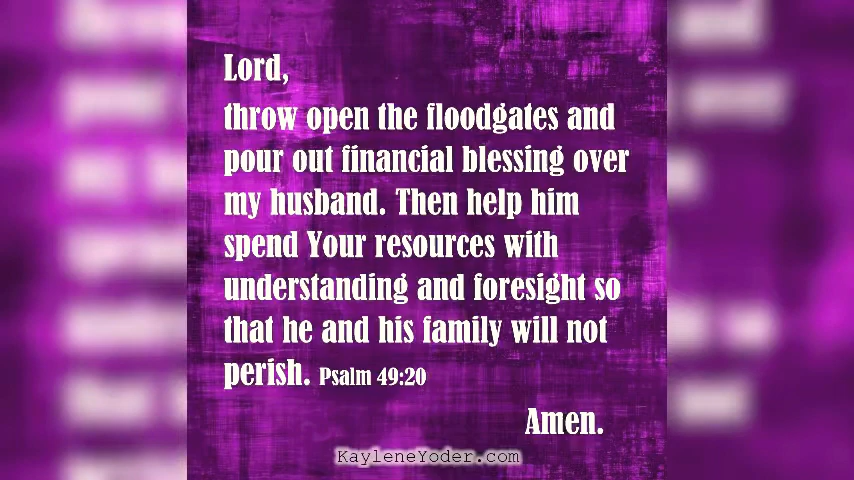 Lord,
throw open the floodgates and
pour out financial blessing over
my husband. Then help him
spend Your resources with
understanding and foresight so
that he and his family will not
perish. Psalm 49:20
Amen.
KayleneYoder.com